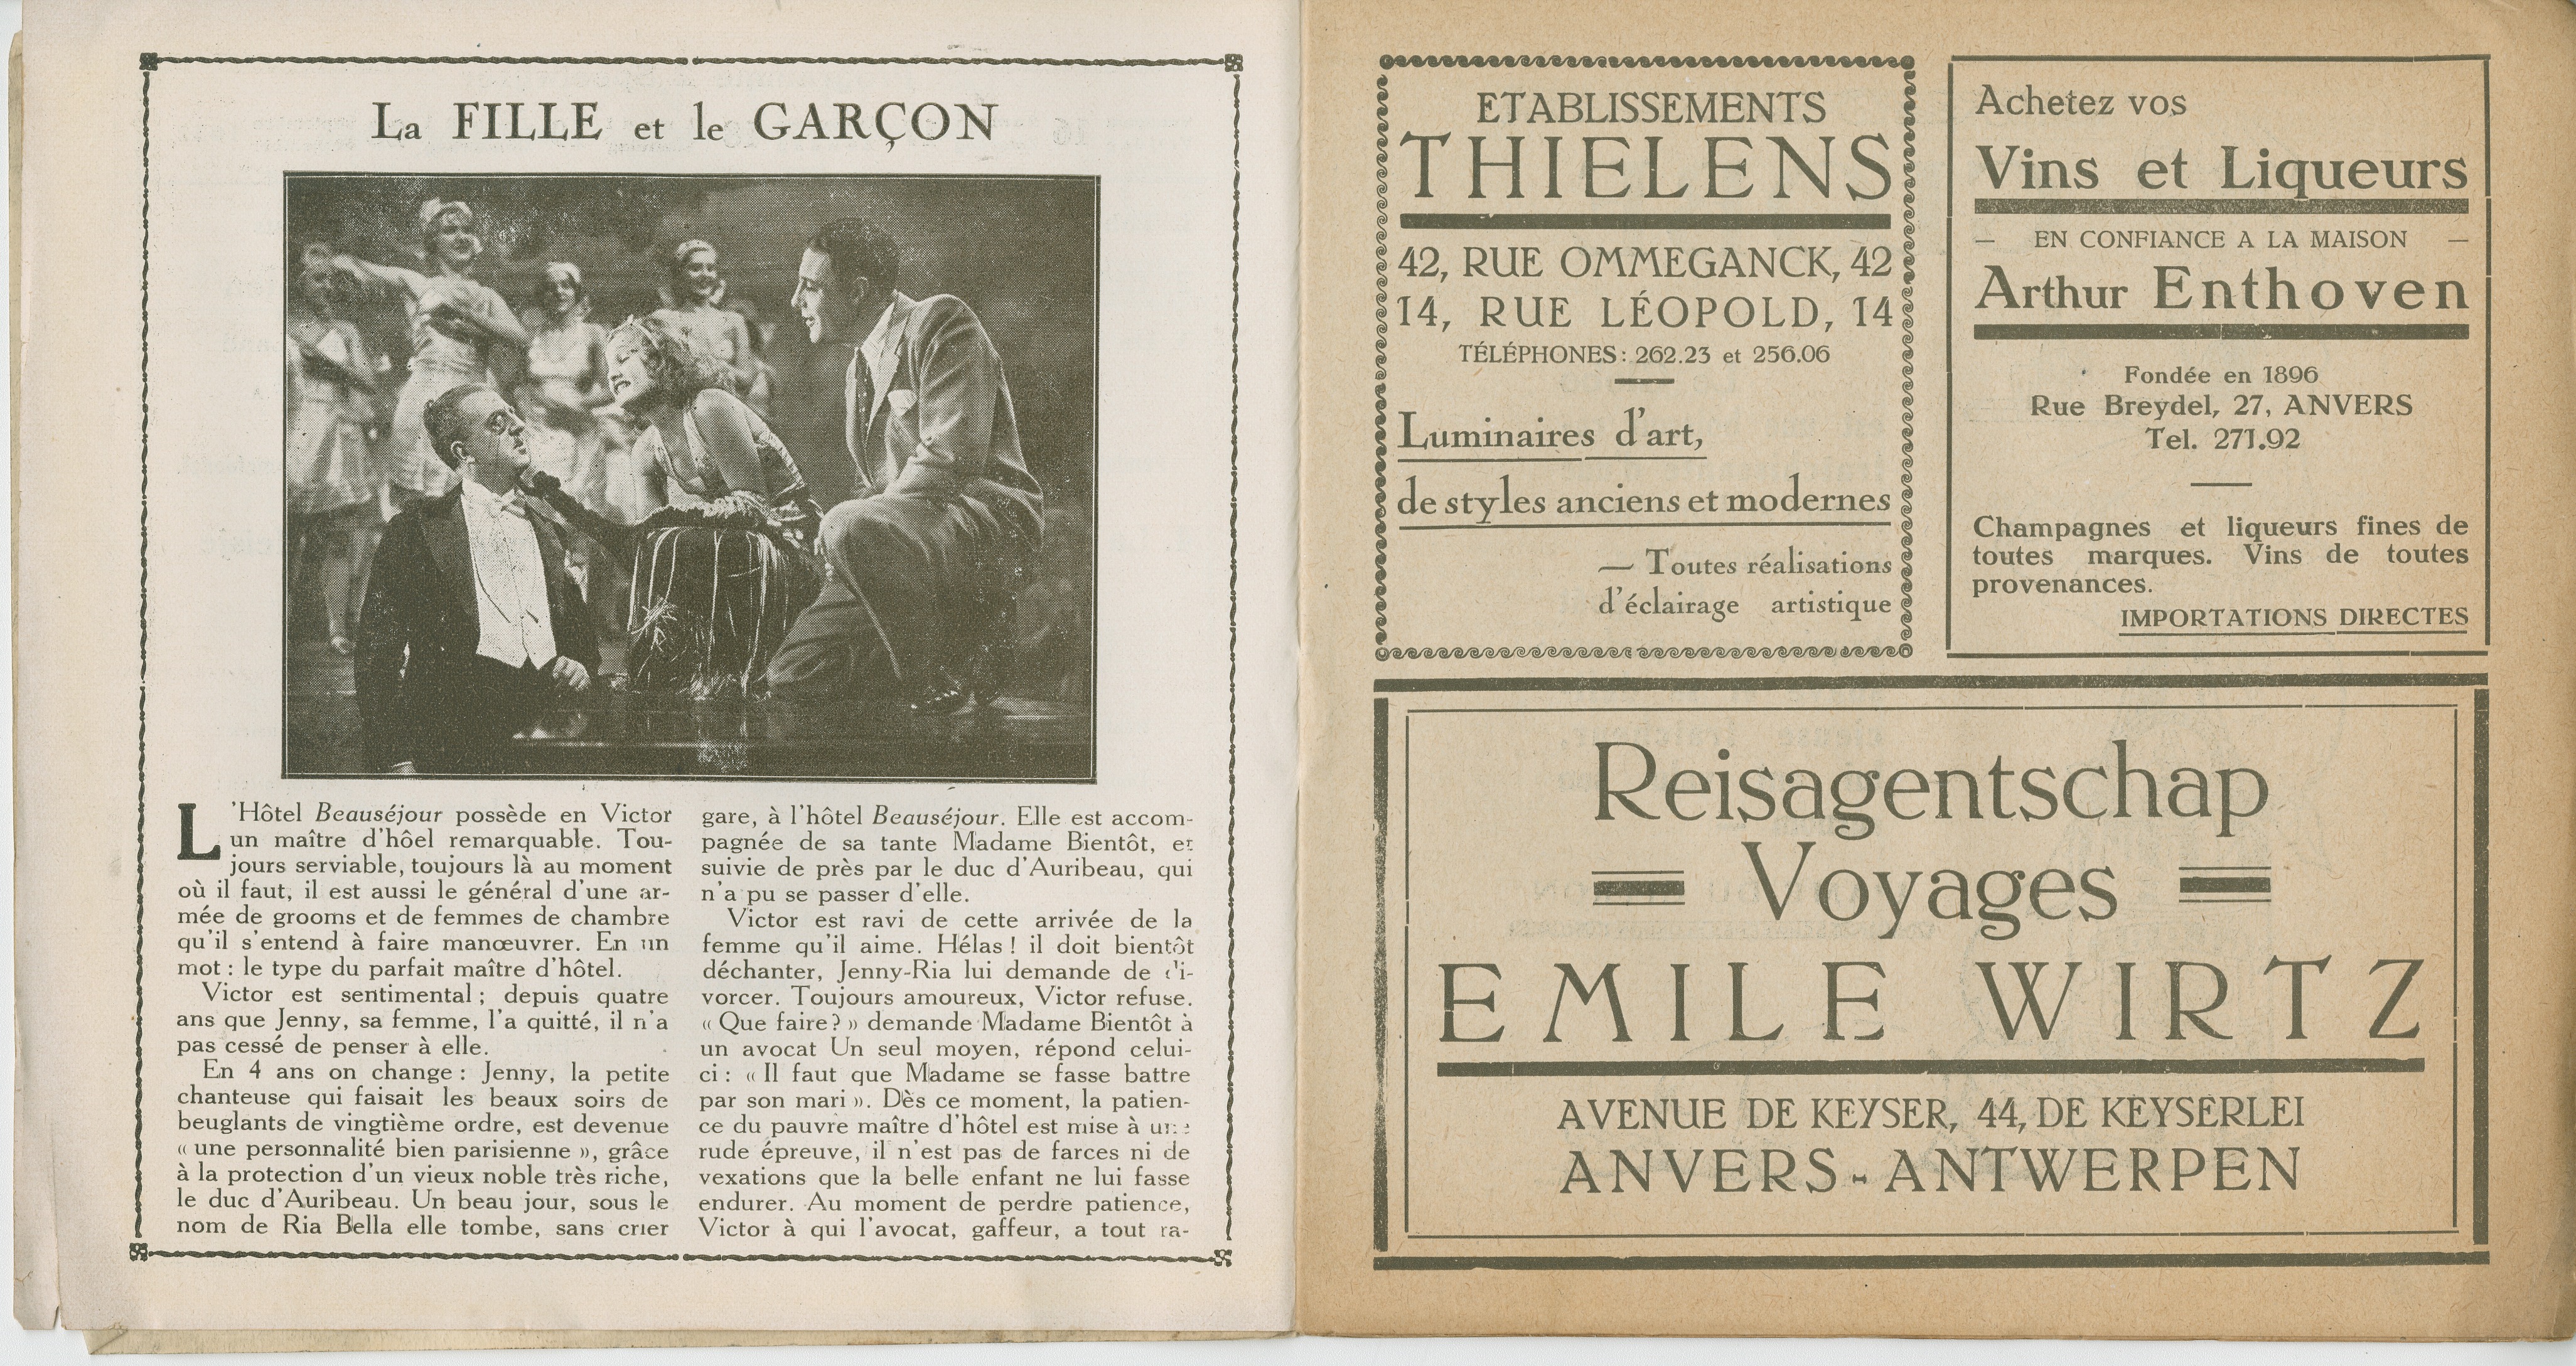 La FILLE et le GARÇON
L'Hôtel Beauséjour possède en Victor
un maître d'hôel remarquable. Tou-
jours serviable, toujours là au moment
où il faut, il est aussi le général d'une ar-
mée de grooms et de femmes de chambre
qu'il s'entend à faire manœuvrer. En un
mot : le type du parfait maître d'hôtel.
Victor est sentimental ; depuis quatre
ans que Jenny, sa femme, l'a quitté, il n'a
pas cessé de penser à elle.
En 4 ans on change : Jenny, la petite
chanteuse qui faisait les beaux soirs de
beuglants de vingtième ordre, est devenue
« une personnalité bien parisienne », grâce
à la protection d'un vieux noble très riche,
le duc d'Auribeau. Un beau jour, sous le
nom de Ria Bella elle tombe, sans crier
gare, à l'hôtel Beauséjour. Elle est accom-
pagnée de sa tante Madame Bientôt, et
suivie de près par le duc d'Auribeau, qui
n'a pu se passer d'elle.
Victor est ravi de cette arrivée de la
femme qu'il aime. Hélas ! il doit bientôt
déchanter, Jenny-Ria lui demande de di-
vorcer. Toujours amoureux, Victor refuse.
« Que faire ? » demande Madame Bientôt à
un avocat Un seul moyen, répond celui-
ci : « Il faut que Madame se fasse battre
par son mari ». Dès ce moment, la patien-
ce du pauvre maître d'hôtel est mise à une
rude épreuve, il n'est pas de farces ni de
vexations que la belle enfant ne lui fasse
endurer. Au moment de perdre patience,
Victor à qui l'avocat, gaffeur, a tout ra-
ETABLISSEMENTS
THIELENS
42, RUE OMMEGANCK, 42
14, RUE LÉOPOLD, 14
TÉLÉPHONES : 262.23 et 256.06
Luminaires d'art,
de styles anciens et modernes
— Toutes réalisations
d'éclairage artistique
Achetez vos
Vins et Liqueurs
— EN CONFIANCE A LA MAISON —
Arthur Enthoven
Fondée en 1896
Rue Breydel, 27, ANVERS
Tel. 271.92
Champagnes et liqueurs fines de
toutes marques. Vins de toutes
provenances.
IMPORTATIONS DIRECTES
Reisagentschap
Voyages
EMILE WIRTZ
AVENUE DE KEYSER, 44, DE KEYSERLEI
ANVERS - ANTWERPEN